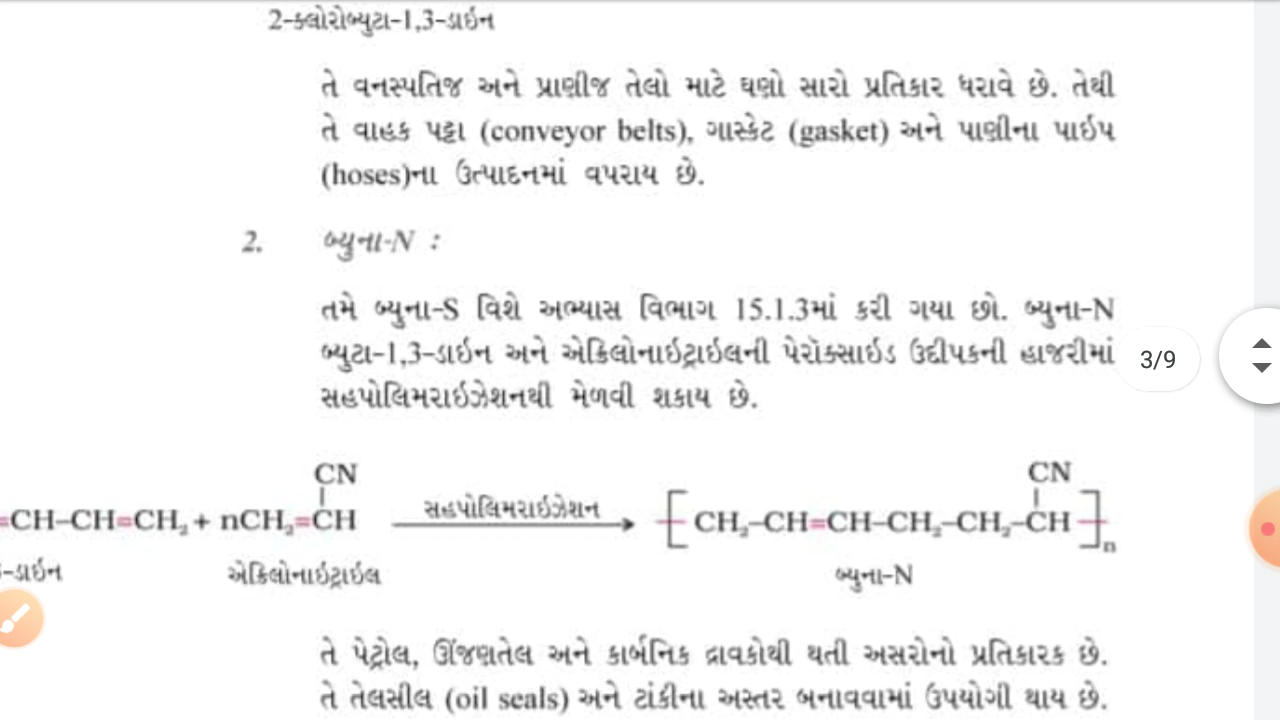 2-ક્લોરોબ્યુટા-1,3-ડાઇન
તે વનસ્પતિજ અને પ્રાણીજ તેલો માટે ઘણો સારો પ્રતિકાર ધરાવે છે. તેથી
તે વાહક પટ્ટા (conveyor belts), ગાસ્કેટ (gasket) અને પાણીના પાઇપ
(hoses)ના ઉત્પાદનમાં વપરાય છે.
2. બ્યુના-N :
તમે બ્યુના-S વિશે અભ્યાસ વિભાગ 15.1.3માં કરી ગયા છો. બ્યુના-N
બ્યુટા-1,3-ડાઇન અને એક્રિલોનાઇટ્રાઇલની પેરૉક્સાઇડ ઉદ્દીપકની હાજરીમાં
3/9
સહપોલિમરાઇઝેશનથી મેળવી શકાય છે.
CN CN
=CH–CH=CH₂ + nCH₂=CH સહપોલિમરાઇઝેશન [ CH₂–CH=CH–CH₂–CH₂–CH ]n
-ડાઇન એક્રિલોનાઇટ્રાઇલ બ્યુના-N
તે પેટ્રોલ, ઊંજણતેલ અને કાર્બનિક દ્રાવકોથી થતી અસરોનો પ્રતિકારક છે.
તે તેલસીલ (oil seals) અને ટાંકીના અસ્તર બનાવવામાં ઉપયોગી થાય છે.